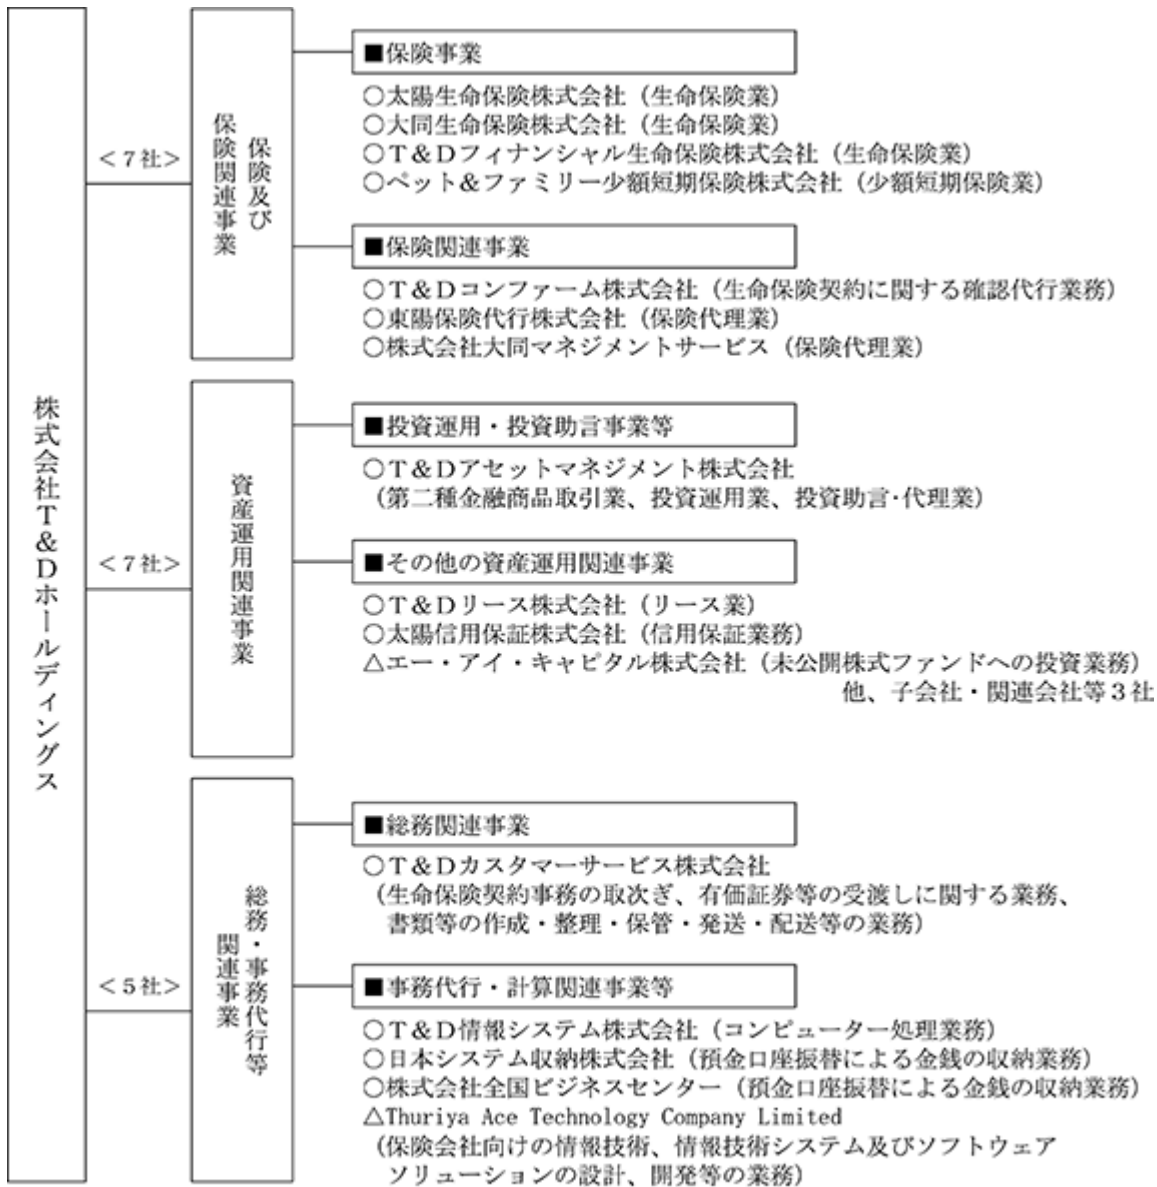 株式会社T&Dホールディングス
＜７社＞
保険及び
保険関連事業
■保険事業
○太陽生命保険株式会社（生命保険業）
○大同生命保険株式会社（生命保険業）
○Ｔ＆Ｄフィナンシャル生命保険株式会社（生命保険業）
○ペット＆ファミリー少額短期保険株式会社（少額短期保険業）
■保険関連事業
○Ｔ＆Ｄコンファーム株式会社（生命保険契約に関する確認代行業務）
○東陽保険代行株式会社（保険代理業）
○株式会社大同マネジメントサービス（保険代理業）
＜７社＞
資産運用関連事業
■投資運用・投資助言事業等
○Ｔ＆Ｄアセットマネジメント株式会社
（第二種金融商品取引業、投資運用業、投資助言･代理業）
■その他の資産運用関連事業
○Ｔ＆Ｄリース株式会社（リース業）
○太陽信用保証株式会社（信用保証業務）
△エー・アイ・キャピタル株式会社（未公開株式ファンドへの投資業務）
他、子会社・関連会社等３社
＜５社＞
総務・事務代行等
関連事業
■総務関連事業
○Ｔ＆Ｄカスタマーサービス株式会社
（生命保険契約事務の取次ぎ、有価証券等の受渡しに関する業務、
書類等の作成・整理・保管・発送・配送等の業務）
■事務代行・計算関連事業等
○Ｔ＆Ｄ情報システム株式会社（コンピューター処理業務）
○日本システム収納株式会社（預金口座振替による金銭の収納業務）
○株式会社全国ビジネスセンター（預金口座振替による金銭の収納業務）
△Thuriya Ace Technology Company Limited
（保険会社向けの情報技術、情報技術システム及びソフトウェア
ソリューションの設計、開発等の業務）